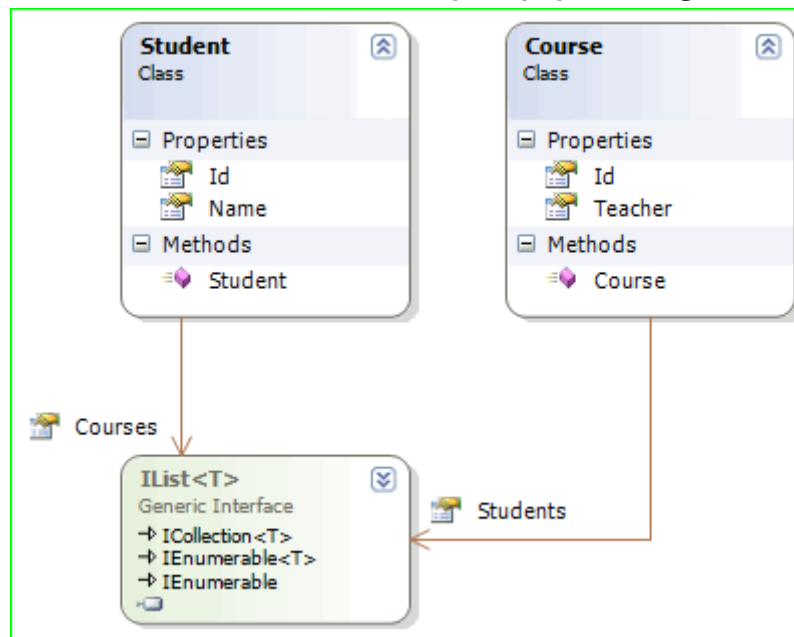 Student
Class
Properties
Id
Name
Methods
Student
Course
Class
Properties
Id
Teacher
Methods
Course
Courses
Students
IList<T>
Generic Interface
ICollection<T>
IEnumerable<T>
IEnumerable